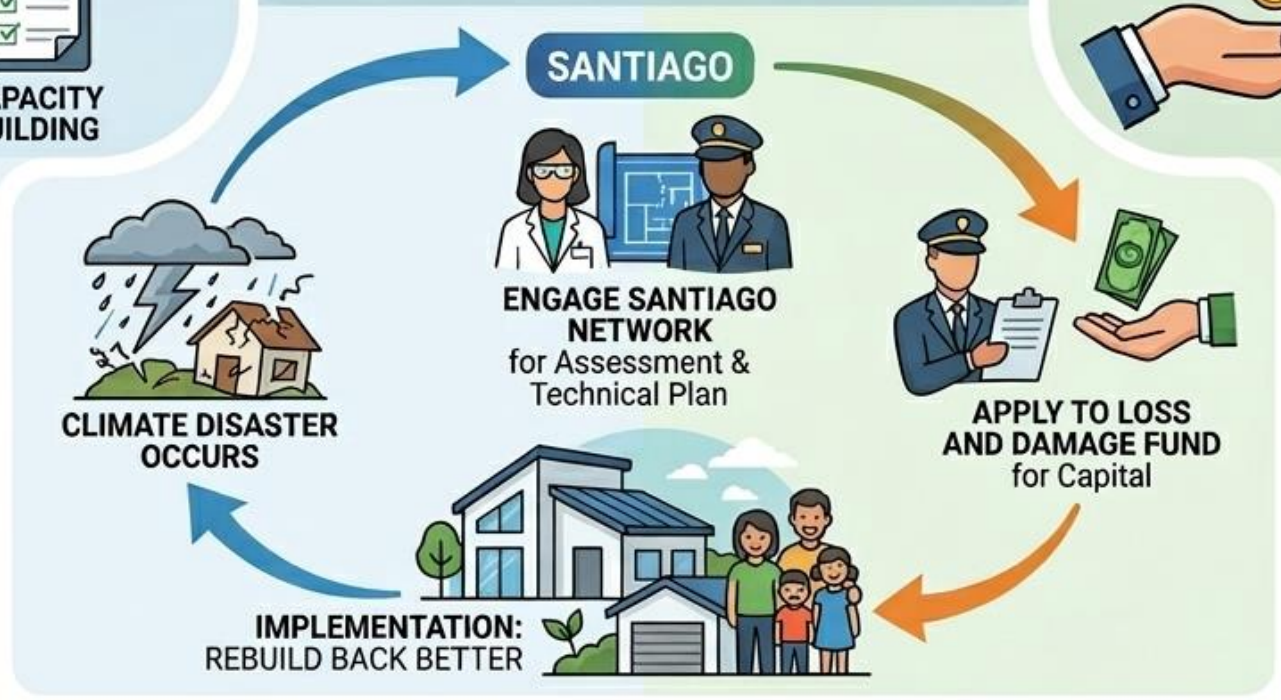 APACITY
UILDING
SANTIAGO
ENGAGE SANTIAGO
NETWORK
for Assessment &
Technical Plan
CLIMATE DISASTER
OCCURS
APPLY TO LOSS
AND DAMAGE FUND
for Capital
IMPLEMENTATION:
REBUILD BACK BETTER